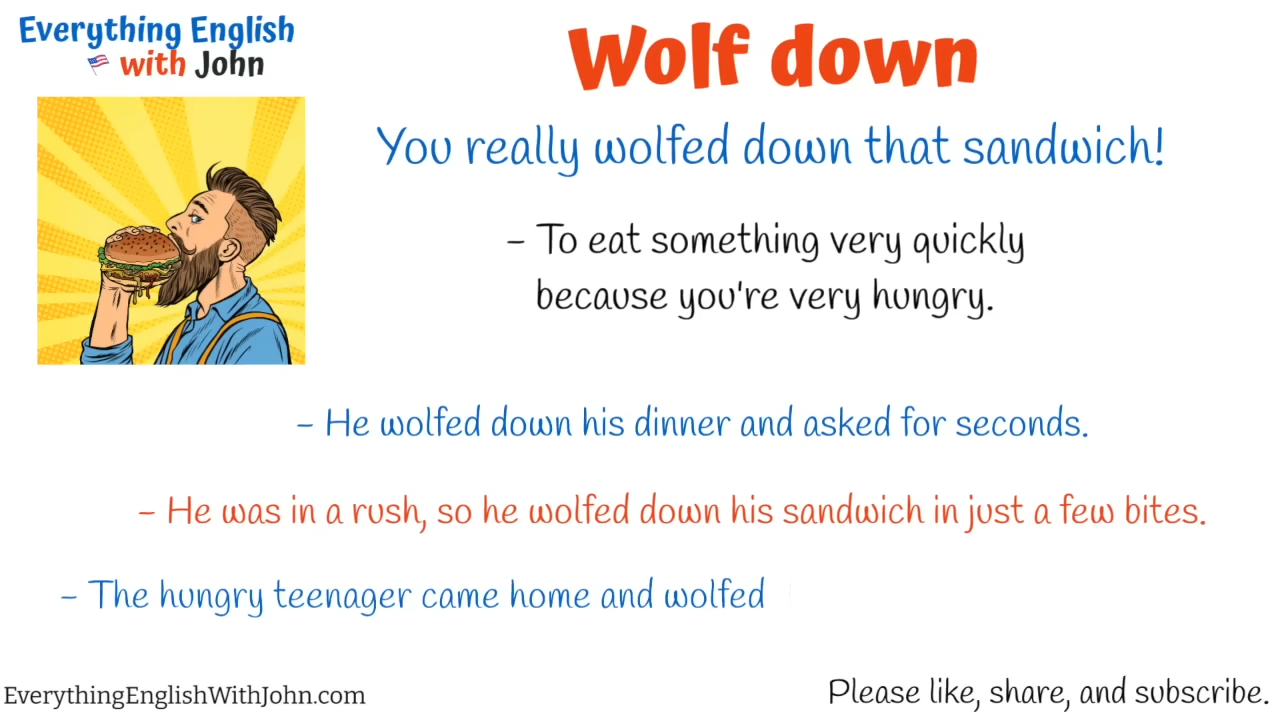 Everything English
with John
Wolf down
You really wolfed down that sandwich!
- To eat something very quickly
because you're very hungry.
- He wolfed down his dinner and asked for seconds.
- He was in a rush, so he wolfed down his sandwich in just a few bites.
- The hungry teenager came home and wolfed
EverythingEnglishWithJohn.com
Please like, share, and subscribe.